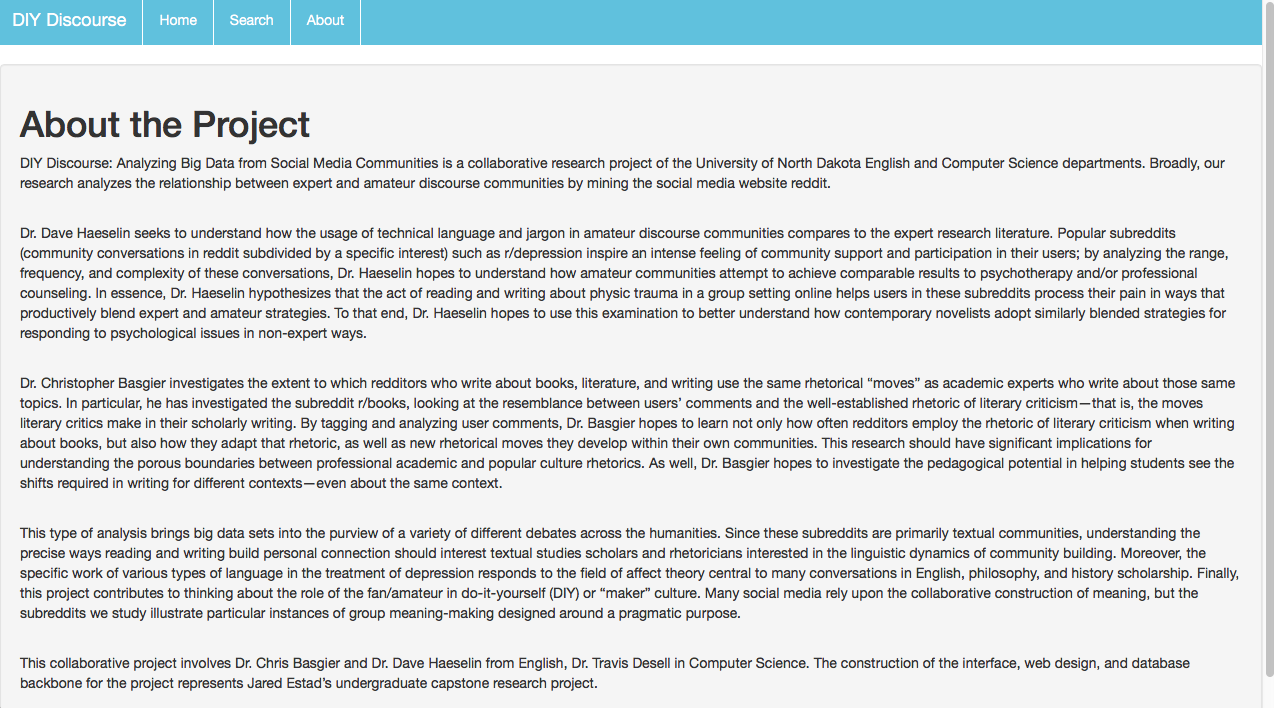 DIY Discourse Home Search About
About the Project
DIY Discourse: Analyzing Big Data from Social Media Communities is a collaborative research project of the University of North Dakota English and Computer Science departments. Broadly, our
research analyzes the relationship between expert and amateur discourse communities by mining the social media website reddit.
Dr. Dave Haeselin seeks to understand how the usage of technical language and jargon in amateur discourse communities compares to the expert research literature. Popular subreddits
(community conversations in reddit subdivided by a specific interest) such as r/depression inspire an intense feeling of community support and participation in their users; by analyzing the range,
frequency, and complexity of these conversations, Dr. Haeselin hopes to understand how amateur communities attempt to achieve comparable results to psychotherapy and/or professional
counseling. In essence, Dr. Haeselin hypothesizes that the act of reading and writing about physic trauma in a group setting online helps users in these subreddits process their pain in ways that
productively blend expert and amateur strategies. To that end, Dr. Haeselin hopes to use this examination to better understand how contemporary novelists adopt similarly blended strategies for
responding to psychological issues in non-expert ways.
Dr. Christopher Basgier investigates the extent to which redditors who write about books, literature, and writing use the same rhetorical “moves” as academic experts who write about those same
topics. In particular, he has investigated the subreddit r/books, looking at the resemblance between users’ comments and the well-established rhetoric of literary criticism—that is, the moves
literary critics make in their scholarly writing. By tagging and analyzing user comments, Dr. Basgier hopes to learn not only how often redditors employ the rhetoric of literary criticism when writing
about books, but also how they adapt that rhetoric, as well as new rhetorical moves they develop within their own communities. This research should have significant implications for
understanding the porous boundaries between professional academic and popular culture rhetorics. As well, Dr. Basgier hopes to investigate the pedagogical potential in helping students see the
shifts required in writing for different contexts—even about the same context.
This type of analysis brings big data sets into the purview of a variety of different debates across the humanities. Since these subreddits are primarily textual communities, understanding the
precise ways reading and writing build personal connection should interest textual studies scholars and rhetoricians interested in the linguistic dynamics of community building. Moreover, the
specific work of various types of language in the treatment of depression responds to the field of affect theory central to many conversations in English, philosophy, and history scholarship. Finally,
this project contributes to thinking about the role of the fan/amateur in do-it-yourself (DIY) or “maker” culture. Many social media rely upon the collaborative construction of meaning, but the
subreddits we study illustrate particular instances of group meaning-making designed around a pragmatic purpose.
This collaborative project involves Dr. Chris Basgier and Dr. Dave Haeselin from English, Dr. Travis Desell in Computer Science. The construction of the interface, web design, and database
backbone for the project represents Jared Estad’s undergraduate capstone research project.